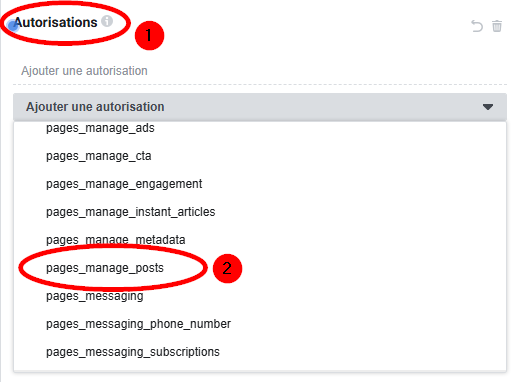 Autorisations
1
Ajouter une autorisation
Ajouter une autorisation
pages_manage_ads
pages_manage_cta
pages_manage_engagement
pages_manage_instant_articles
pages_manage_metadata
pages_manage_posts
2
pages_messaging
pages_messaging_phone_number
pages_messaging_subscriptions